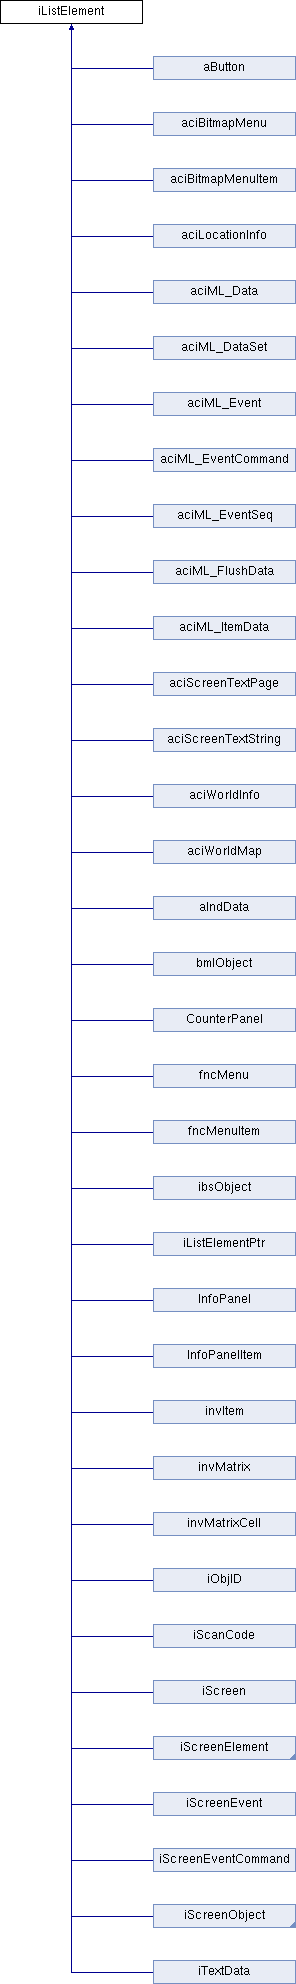 iListElement
aButton
aciBitmapMenu
aciBitmapMenuItem
aciLocationInfo
aciML_Data
aciML_DataSet
aciML_Event
aciML_EventCommand
aciML_EventSeq
aciML_FlushData
aciML_ItemData
aciScreenTextPage
aciScreenTextString
aciWorldInfo
aciWorldMap
aIndData
bmlObject
CounterPanel
fncMenu
fncMenuItem
ibsObject
iListElementPtr
InfoPanel
InfoPanelItem
invItem
invMatrix
invMatrixCell
iObjID
iScanCode
iScreen
iScreenElement
iScreenEvent
iScreenEventCommand
iScreenObject
iTextData